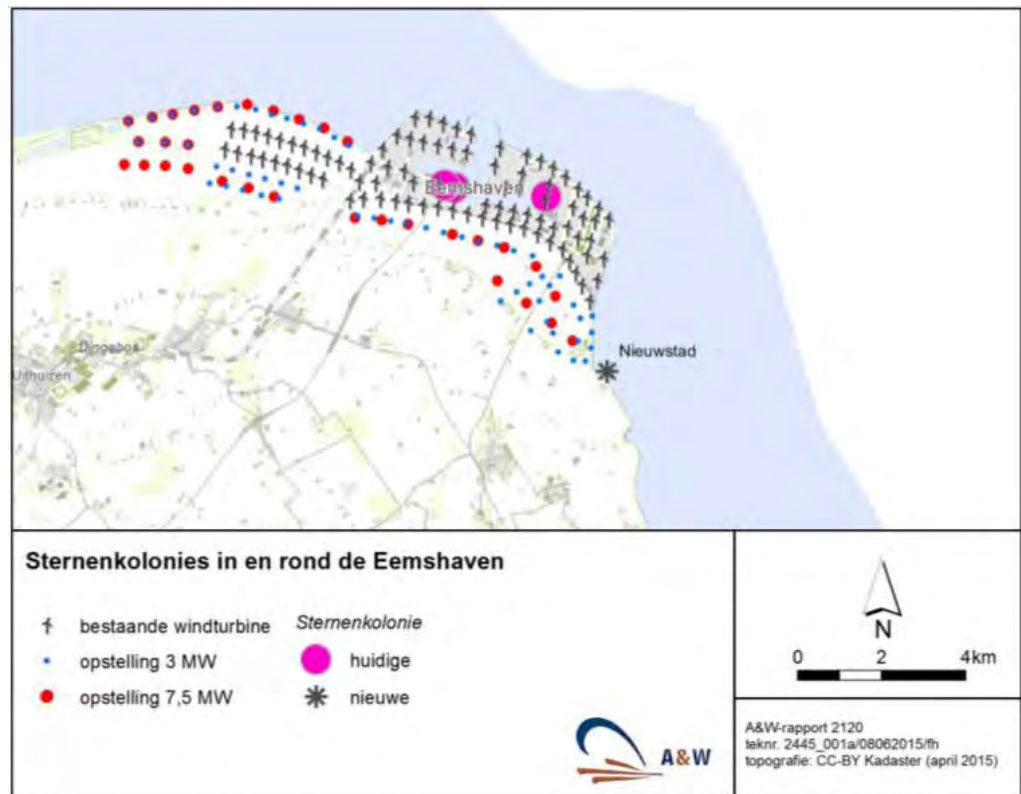 Eemshaven
Dingebos
Uithuizen
Nieuwstad
Sternenkolonies in en rond de Eemshaven
bestaande windturbine
opstelling 3 MW
opstelling 7,5 MW
Sternenkolonie
huidige
nieuwe
N
0 2 4km
A&W
A&W-rapport 2120
teknr. 2445_001a/08062015/fh
topografie: CC-BY Kadaster (april 2015)